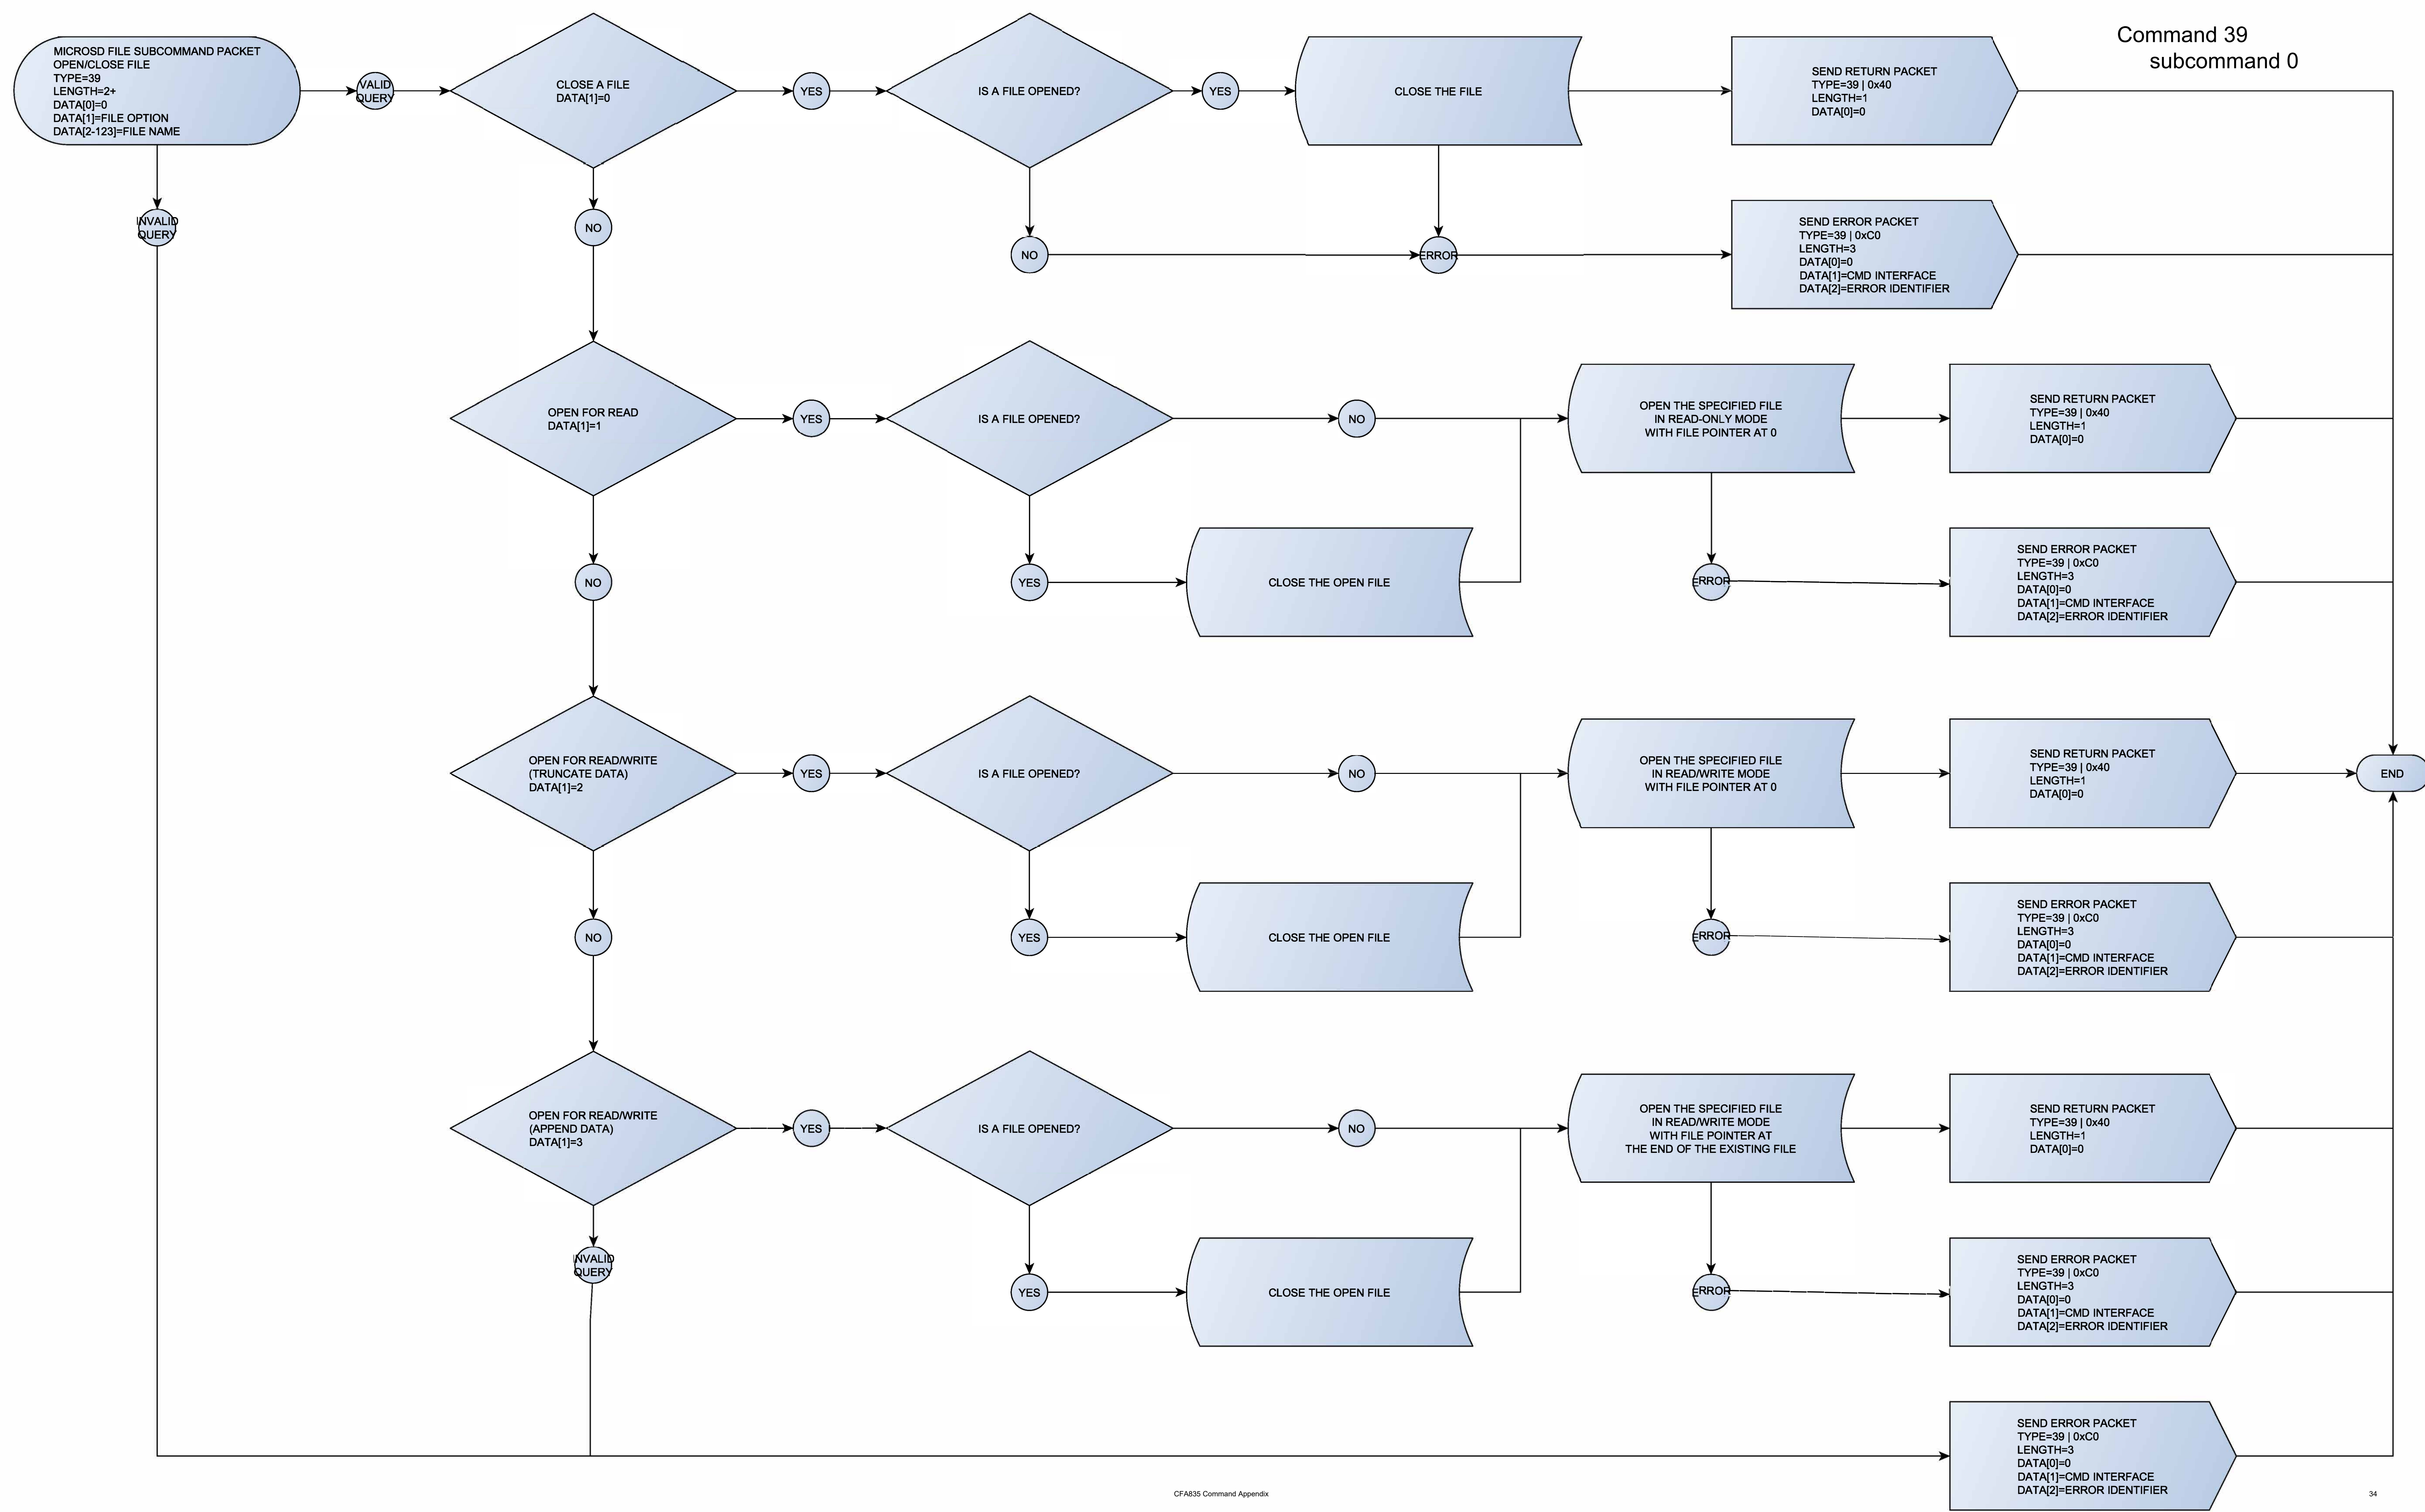 Command 39
subcommand 0
MICROSD FILE SUBCOMMAND PACKET
OPEN/CLOSE FILE
TYPE=39
LENGTH=2+
DATA[0]=0
DATA[1]=FILE OPTION
DATA[2-123]=FILE NAME
VALID
QUERY
CLOSE A FILE
DATA[1]=0
YES
IS A FILE OPENED?
YES
CLOSE THE FILE
SEND RETURN PACKET
TYPE=39 | 0x40
LENGTH=1
DATA[0]=0
INVALID
QUERY
NO
NO
ERROR
SEND ERROR PACKET
TYPE=39 | 0xC0
LENGTH=3
DATA[0]=0
DATA[1]=CMD INTERFACE
DATA[2]=ERROR IDENTIFIER
OPEN FOR READ
DATA[1]=1
YES
IS A FILE OPENED?
NO
OPEN THE SPECIFIED FILE
IN READ-ONLY MODE
WITH FILE POINTER AT 0
SEND RETURN PACKET
TYPE=39 | 0x40
LENGTH=1
DATA[0]=0
NO
YES
CLOSE THE OPEN FILE
ERROR
SEND ERROR PACKET
TYPE=39 | 0xC0
LENGTH=3
DATA[0]=0
DATA[1]=CMD INTERFACE
DATA[2]=ERROR IDENTIFIER
OPEN FOR READ/WRITE
(TRUNCATE DATA)
DATA[1]=2
YES
IS A FILE OPENED?
NO
OPEN THE SPECIFIED FILE
IN READ/WRITE MODE
WITH FILE POINTER AT 0
SEND RETURN PACKET
TYPE=39 | 0x40
LENGTH=1
DATA[0]=0
END
NO
YES
CLOSE THE OPEN FILE
ERROR
SEND ERROR PACKET
TYPE=39 | 0xC0
LENGTH=3
DATA[0]=0
DATA[1]=CMD INTERFACE
DATA[2]=ERROR IDENTIFIER
OPEN FOR READ/WRITE
(APPEND DATA)
DATA[1]=3
YES
IS A FILE OPENED?
NO
OPEN THE SPECIFIED FILE
IN READ/WRITE MODE
WITH FILE POINTER AT
THE END OF THE EXISTING FILE
SEND RETURN PACKET
TYPE=39 | 0x40
LENGTH=1
DATA[0]=0
INVALID
QUERY
YES
CLOSE THE OPEN FILE
ERROR
SEND ERROR PACKET
TYPE=39 | 0xC0
LENGTH=3
DATA[0]=0
DATA[1]=CMD INTERFACE
DATA[2]=ERROR IDENTIFIER
SEND ERROR PACKET
TYPE=39 | 0xC0
LENGTH=3
DATA[0]=0
DATA[1]=CMD INTERFACE
DATA[2]=ERROR IDENTIFIER
CFA835 Command Appendix
34